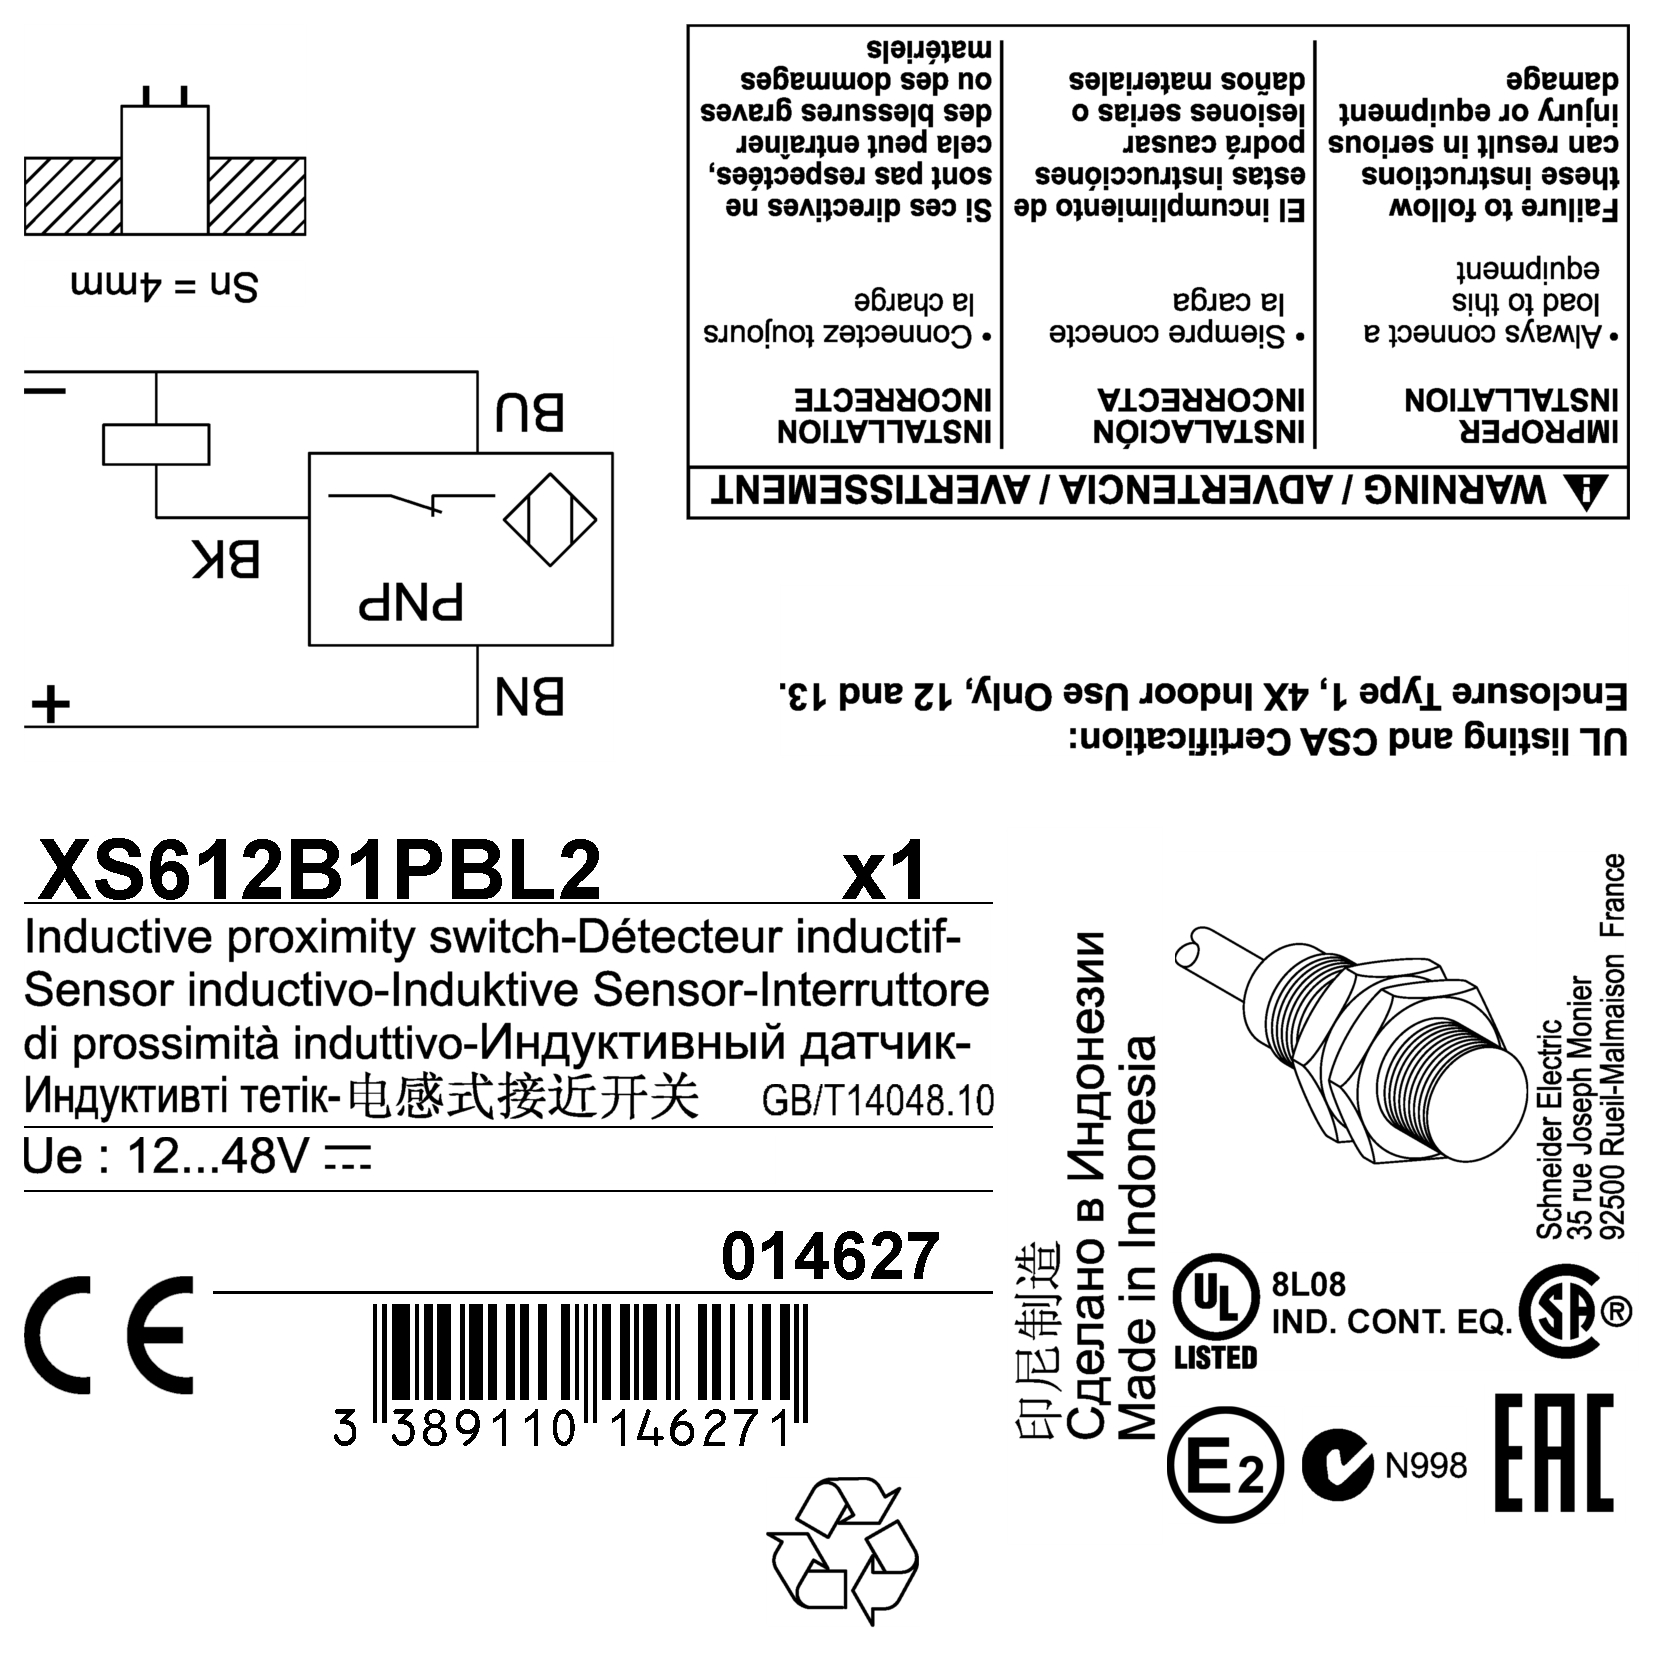 ⚠ WARNING / ADVERTENCIA / AVERTISSEMENT
IMPROPER
INSTALLATION
• Always connect a
load to this
equipment
Failure to follow
these instructions
can result in serious
injury or equipment
damage
INSTALACIÓN
INCORRECTA
• Siempre conecte
la carga
El incumplimiento de
estas instrucciónes
podrá causar
lesiones serias o
daños materiales
INSTALLATION
INCORRECTE
• Connectez toujours
la charge
Si ces directives ne
sont pas respectées,
cela peut entraîner
des blessures graves
ou des dommages
matériels
Sn = 4mm
BU
–
BK
PNP
BN
+
UL listing and CSA Certification:
Enclosure Type 1, 4X Indoor Use Only, 12 and 13.
XS612B1PBL2 x1
Inductive proximity switch-Détecteur inductif-
Sensor inductivo-Induktive Sensor-Interruttore
di prossimità induttivo-Индуктивный датчик-
Индуктивті тетік-电感式接近开关 GB/T14048.10
Ue : 12...48V ⎓
014627
CE
3 389110 146271
印尼制造
Сделано в Индонезии
Made in Indonesia
Schneider Electric
35 rue Joseph Monier
92500 Rueil-Malmaison France
UL
LISTED
8L08
IND. CONT. EQ.
SA ®
E2
N998
EAC